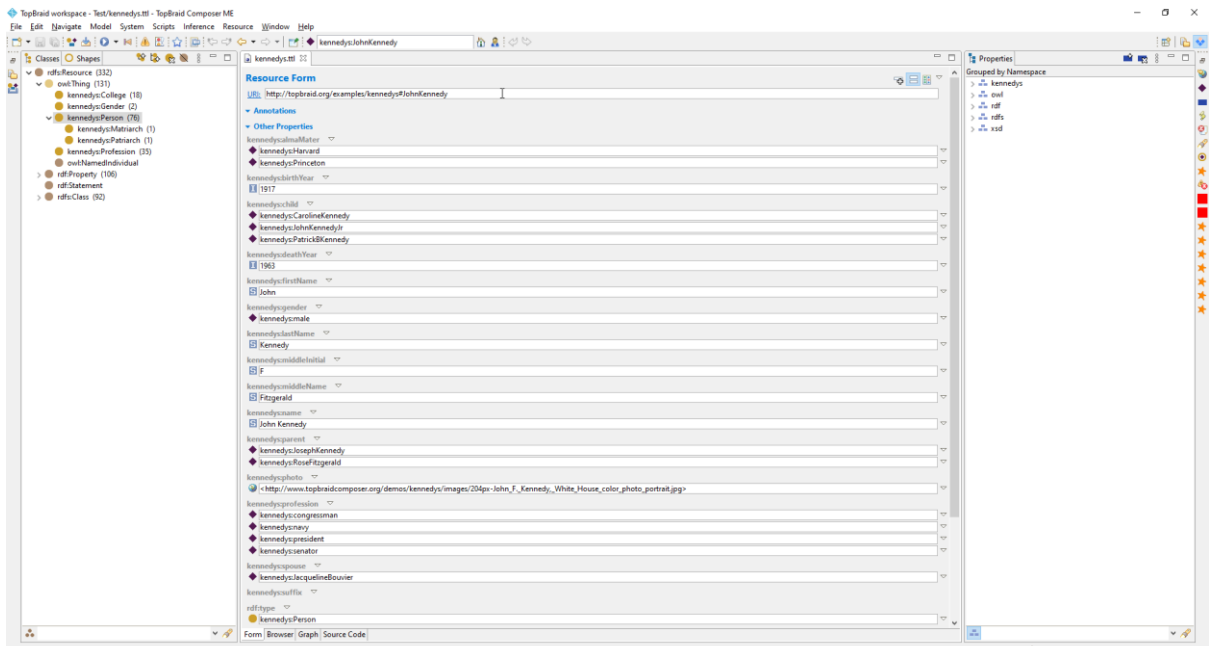 TopBraid workspace - Test/kennedys.ttl - TopBraid Composer ME
File Edit Navigate Model System Scripts Inference Resource Window Help
kennedys:JohnKennedy
Classes Shapes
rdfs:Resource (332)
owl:Thing (131)
kennedys:College (18)
kennedys:Gender (2)
kennedys:Person (76)
kennedys:Matriarch (1)
kennedys:Patriarch (1)
kennedys:Profession (35)
owl:NamedIndividual
rdf:Property (106)
rdf:Statement
rdfs:Class (92)
kennedys.ttl
Resource Form
URI: http://topbraid.org/examples/kennedys#JohnKennedy
Annotations
Other Properties
kennedys:almaMater
kennedys:Harvard
kennedys:Princeton
kennedys:birthYear
1917
kennedys:child
kennedys:CarolineKennedy
kennedys:JohnKennedyJr
kennedys:PatrickBKennedy
kennedys:deathYear
1963
kennedys:firstName
John
kennedys:gender
kennedys:male
kennedys:lastName
Kennedy
kennedys:middleInitial
F
kennedys:middleName
Fitzgerald
kennedys:name
John Kennedy
kennedys:parent
kennedys:JosephKennedy
kennedys:RoseFitzgerald
kennedys:photo
<http://www.topbraidcomposer.org/demos/kennedys/images/204px-John_F._Kennedy,_White_House_color_photo_portrait.jpg>
kennedys:profession
kennedys:congressman
kennedys:navy
kennedys:president
kennedys:senator
kennedys:spouse
kennedys:JacquelineBouvier
kennedys:suffix
rdf:type
kennedys:Person
Form Browser Graph Source Code
Properties
Grouped by Namespace
kennedys
owl
rdf
rdfs
xsd